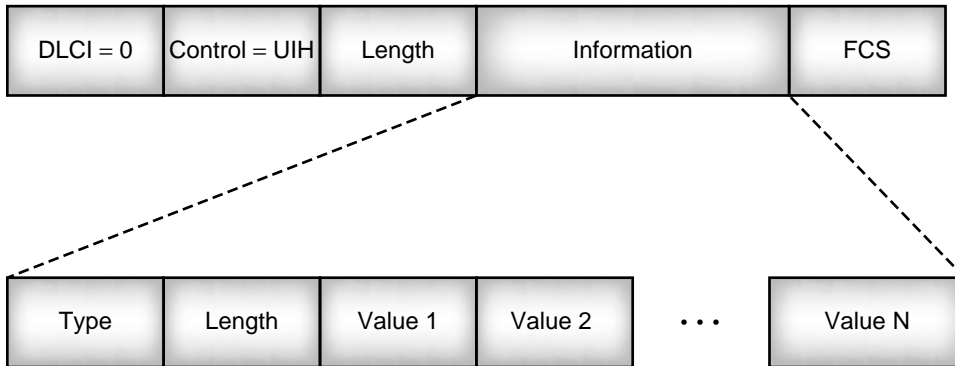 DLCI = 0 Control = UIH Length Information FCS
Type Length Value 1 Value 2 • • • Value N